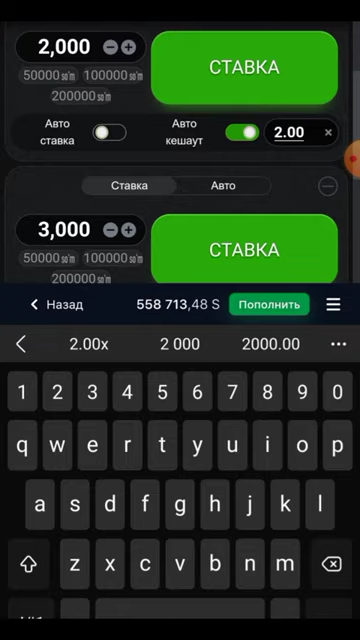 2,000
СТАВКА
50000 so'm 100000 so'm
200000 so'm
Авто ставка
Авто кешаут
2.00 ×
Ставка Авто
3,000
СТАВКА
50000 so'm 100000 so'm
200000 so'm
Назад 558 713,48 S Пополнить
2.00x 2 000 2000.00
1 2 3 4 5 6 7 8 9 0
q w e r t y u i o p
a s d f g h j k l
z x c v b n m